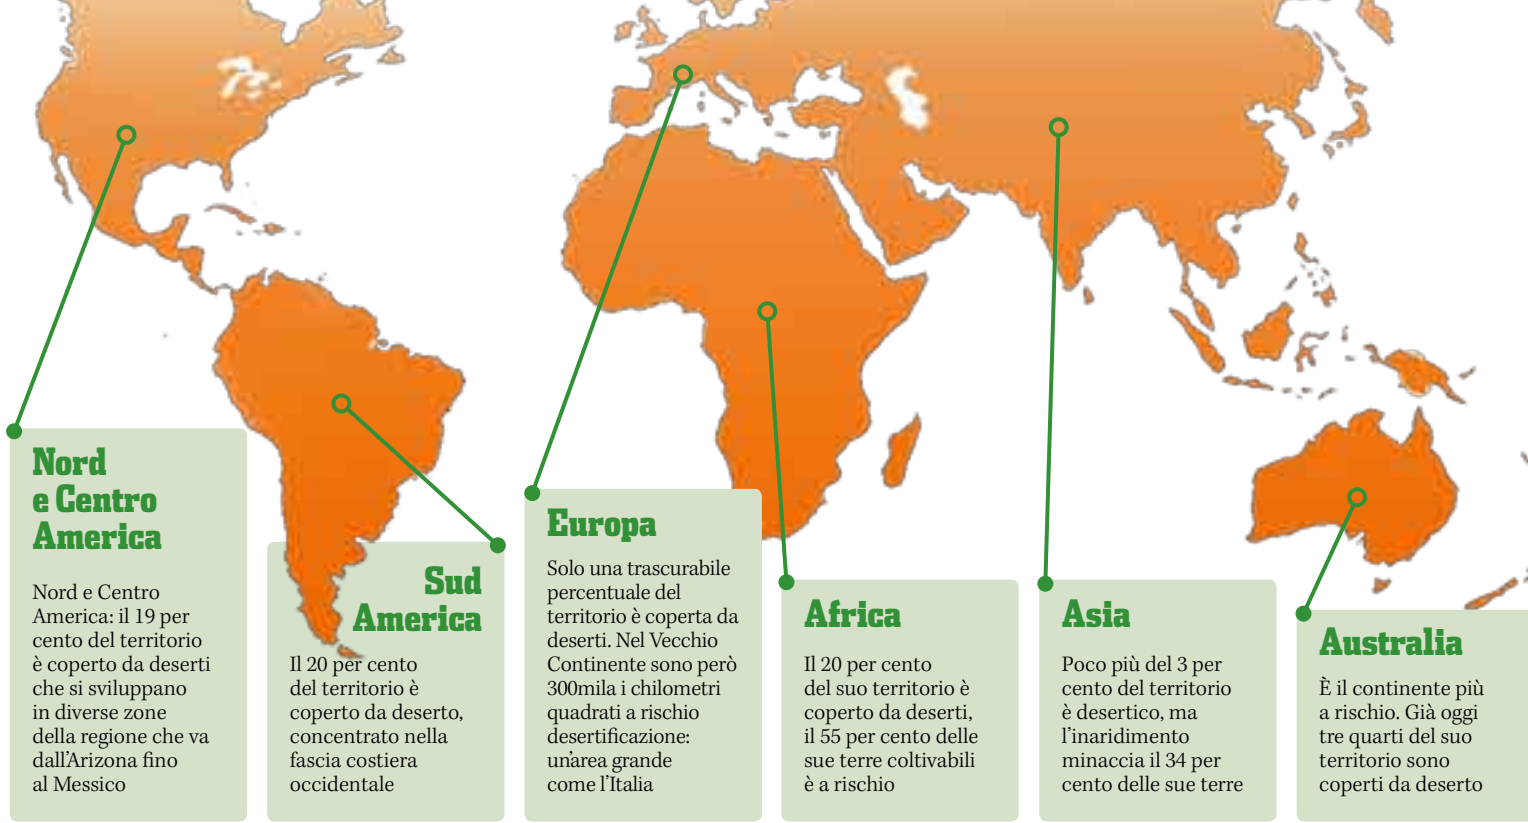 Nord
e Centro
America
Nord e Centro
America: il 19 per
cento del territorio
è coperto da deserti
che si sviluppano
in diverse zone
della regione che va
dall'Arizona fino
al Messico
Sud
America
Il 20 per cento
del territorio è
coperto da deserto,
concentrato nella
fascia costiera
occidentale
Europa
Solo una trascurabile
percentuale del
territorio è coperta da
deserti. Nel Vecchio
Continente sono però
300mila i chilometri
quadrati a rischio
desertificazione:
un'area grande
come l'Italia
Africa
Il 20 per cento
del suo territorio è
coperto da deserti,
il 55 per cento delle
sue terre coltivabili
è a rischio
Asia
Poco più del 3 per
cento del territorio
è desertico, ma
l'inaridimento
minaccia il 34 per
cento delle sue terre
Australia
È il continente più
a rischio. Già oggi
tre quarti del suo
territorio sono
coperti da deserto